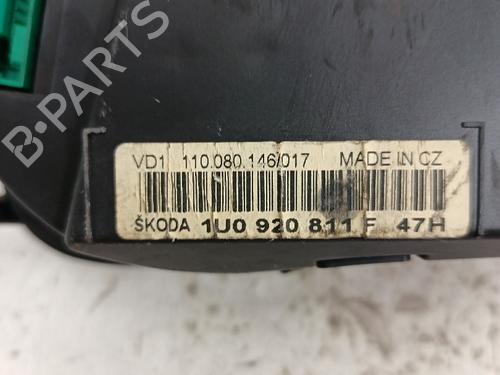 VD1 110.080.146/017 MADE IN CZ
ŠKODA 1U0 920 811 F 47H
B-PARTS